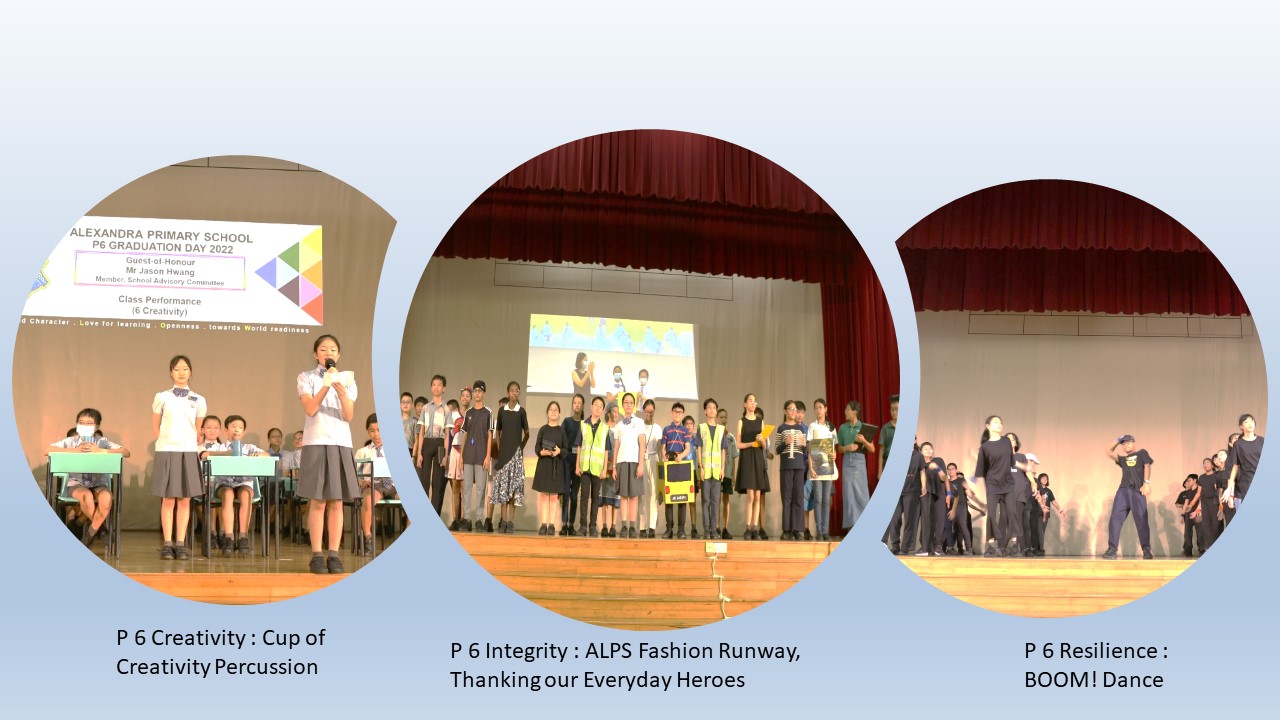 ALEXANDRA PRIMARY SCHOOL
P6 GRADUATION DAY 2022
Guest-of-Honour
Mr Jason Hwang
Member, School Advisory Committee
Class Performance
(6 Creativity)
d Character . Love for learning . Openness . towards World readiness
P 6 Creativity : Cup of
Creativity Percussion
P 6 Integrity : ALPS Fashion Runway,
Thanking our Everyday Heroes
P 6 Resilience :
BOOM! Dance